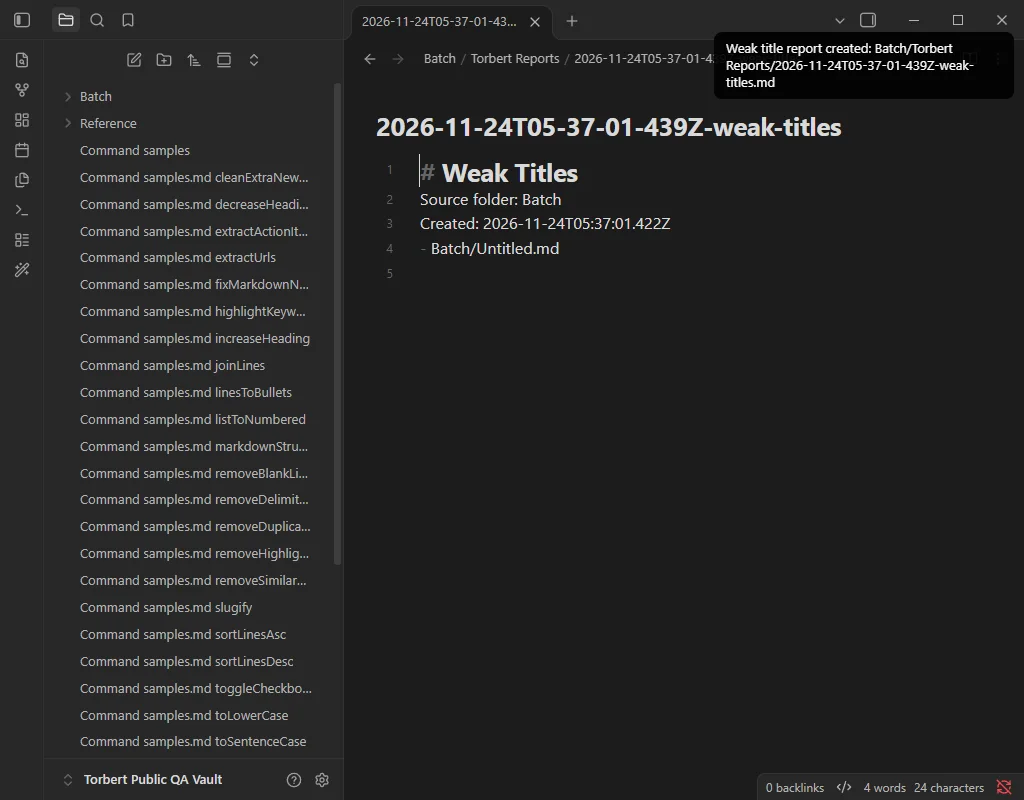 2026-11-24T05-37-01-43...
Weak title report created: Batch/Torbert
Reports/2026-11-24T05-37-01-439Z-weak-
titles.md
Batch / Torbert Reports / 2026-11-24T05-37-01-43
2026-11-24T05-37-01-439Z-weak-titles
1 # Weak Titles
2 Source folder: Batch
3 Created: 2026-11-24T05:37:01.422Z
4 - Batch/Untitled.md
5
Batch
Reference
Command samples
Command samples.md cleanExtraNew...
Command samples.md decreaseHeadi...
Command samples.md extractActionIt...
Command samples.md extractUrls
Command samples.md fixMarkdownN...
Command samples.md highlightKeyw...
Command samples.md increaseHeading
Command samples.md joinLines
Command samples.md linesToBullets
Command samples.md listToNumbered
Command samples.md markdownStru...
Command samples.md removeBlankLi...
Command samples.md removeDelimit...
Command samples.md removeDuplica...
Command samples.md removeHighlig...
Command samples.md removeSimilar...
Command samples.md slugify
Command samples.md sortLinesAsc
Command samples.md sortLinesDesc
Command samples.md toggleCheckbo...
Command samples.md toLowerCase
Command samples.md toSentenceCase
Torbert Public QA Vault
0 backlinks 4 words 24 characters